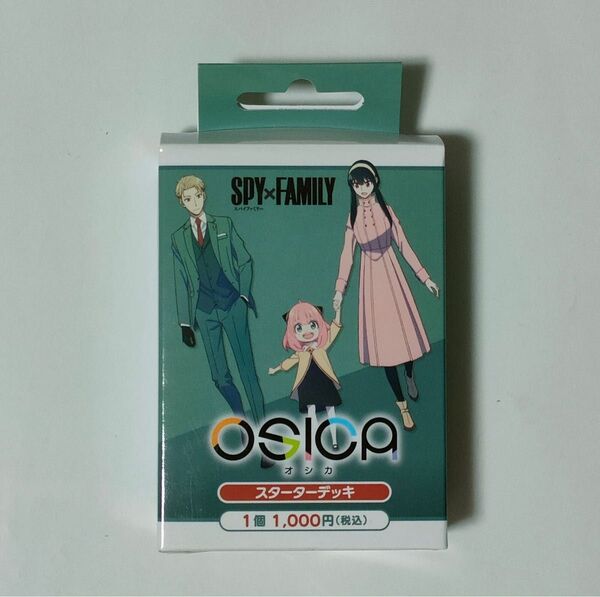 SPY×FAMILY
スパイファミリー
OSICA
オシカ
スターターデッキ
1個 1,000円(税込)